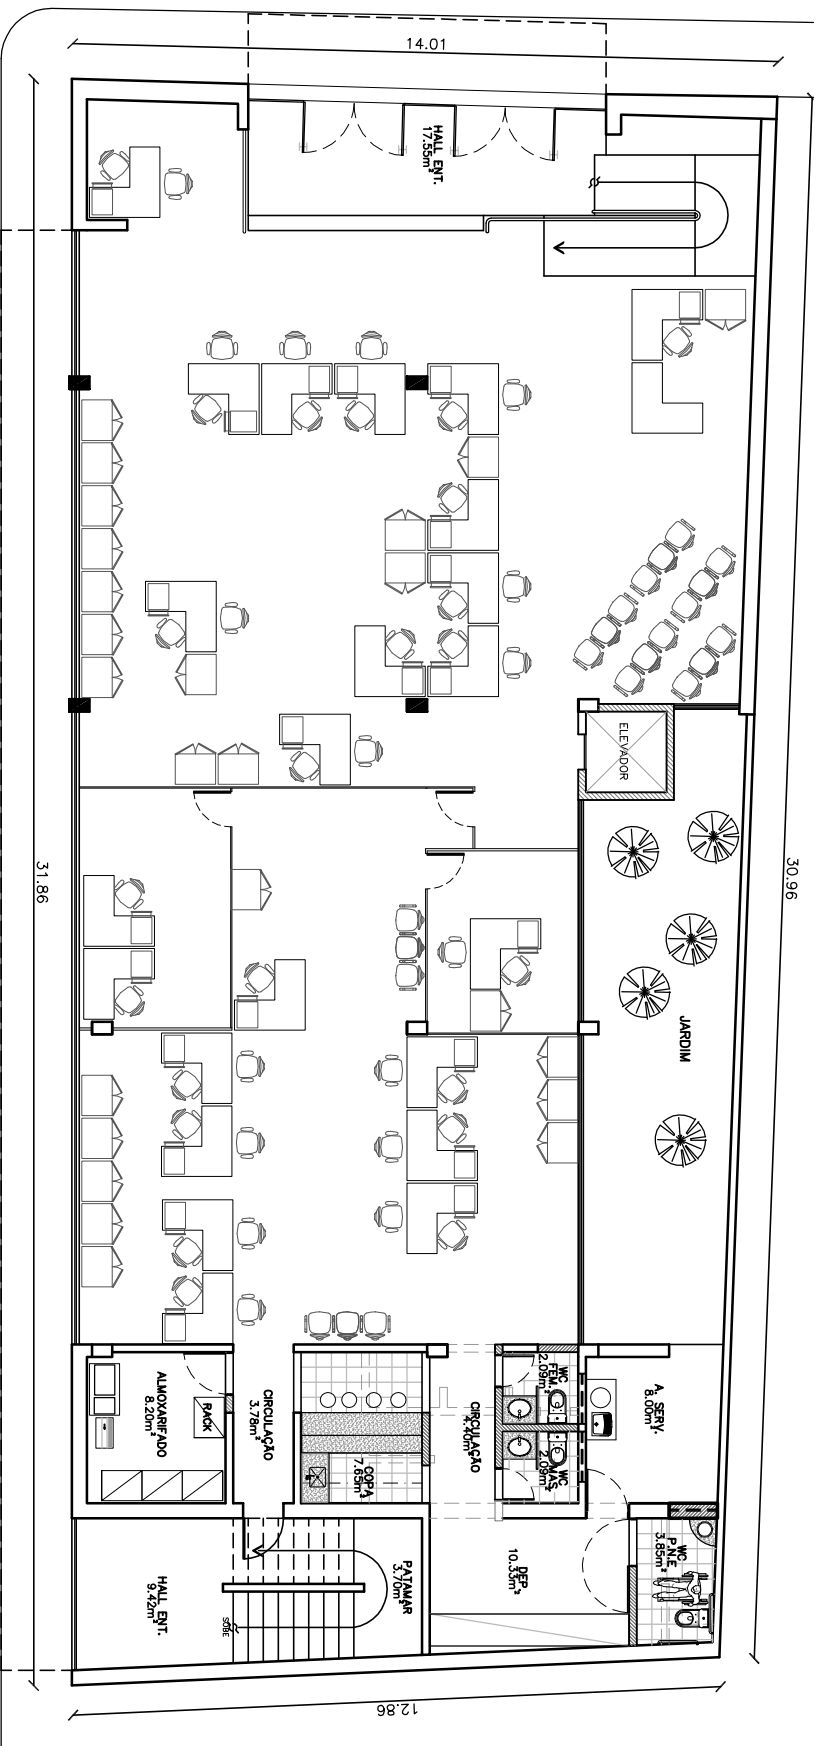 14.01
HALL ENT.
17.55m²
ELEVADOR
31.86
30.96
JARDIM
WC
FEM.
2.09m²
A. SERV.
8.00m²
ALMOXARIFADO
8.20m²
RACK
CIRCULAÇÃO
3.78m²
CIRCULAÇÃO
4.40m²
COPA
7.65m²
WC
MAS.
2.09m²
WC
P.N.E
3.85m²
DEP.
10.33m²
PATAMAR
3.70m²
HALL ENT.
9.42m²
SOBE
12.86